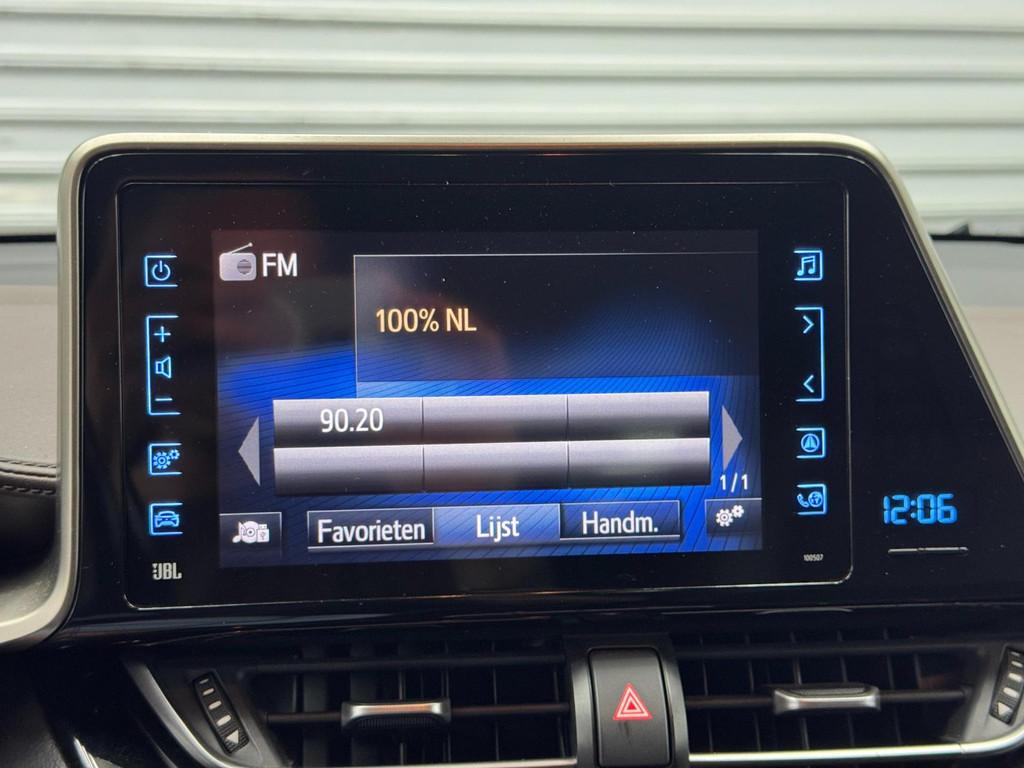 FM
100% NL
90.20
1/1
Favorieten
Lijst
Handm.
JBL
100507
12:06